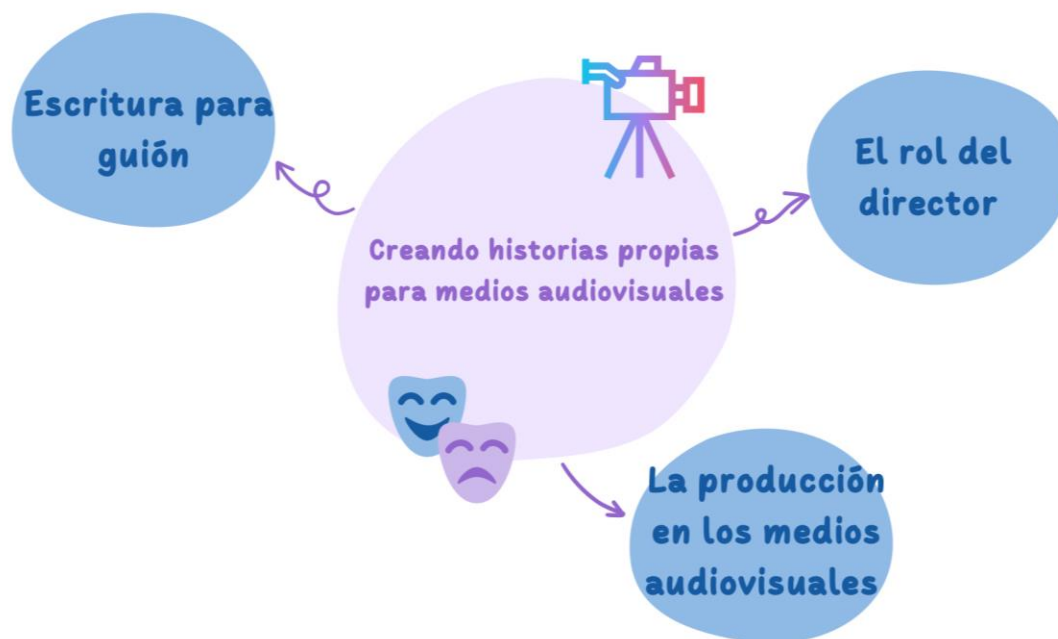 Escritura para
guión
El rol del
director
Creando historias propias
para medios audiovisuales
La producción
en los medios
audiovisuales